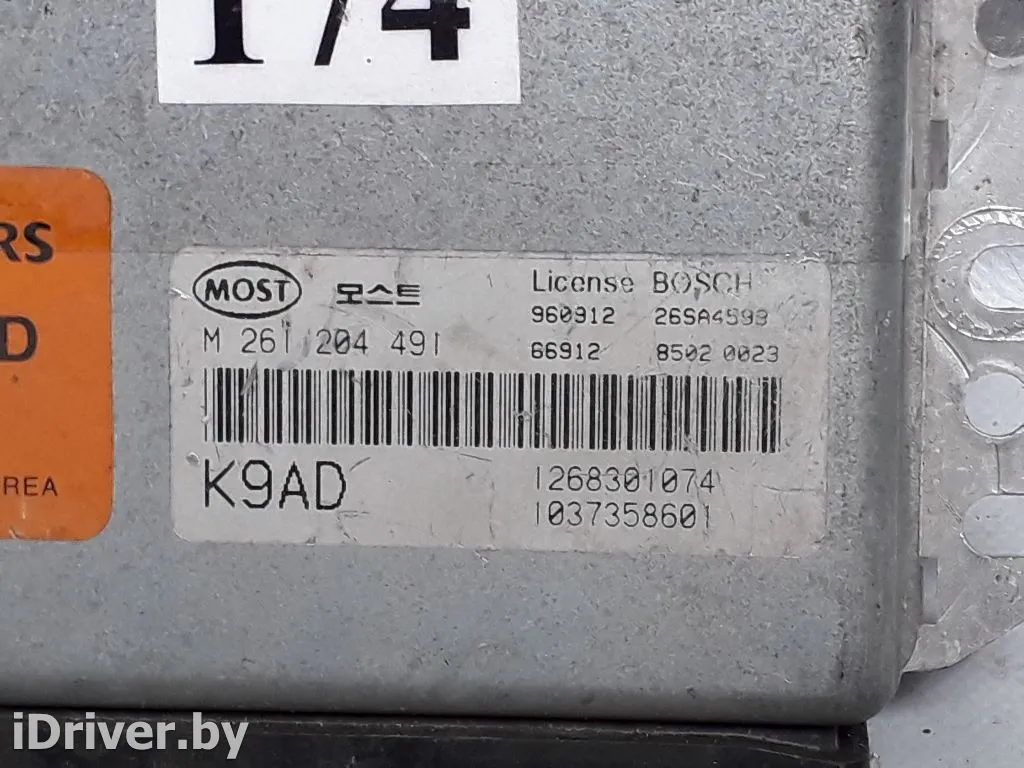 174
RS
D
REA
MOST 모스트 License BOSCH
960912 26SA4593
M 261 204 491
66912 8502 0023
K9AD
1268301074
1037358601
iDriver.by